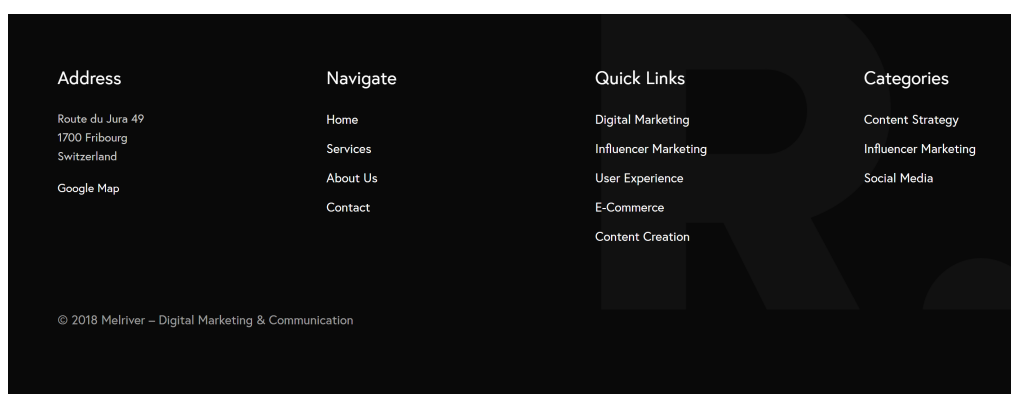 Address
Route du Jura 49
1700 Fribourg
Switzerland
Google Map
Navigate
Home
Services
About Us
Contact
Quick Links
Digital Marketing
Influencer Marketing
User Experience
E-Commerce
Content Creation
Categories
Content Strategy
Influencer Marketing
Social Media
© 2018 Melriver – Digital Marketing & Communication
R.